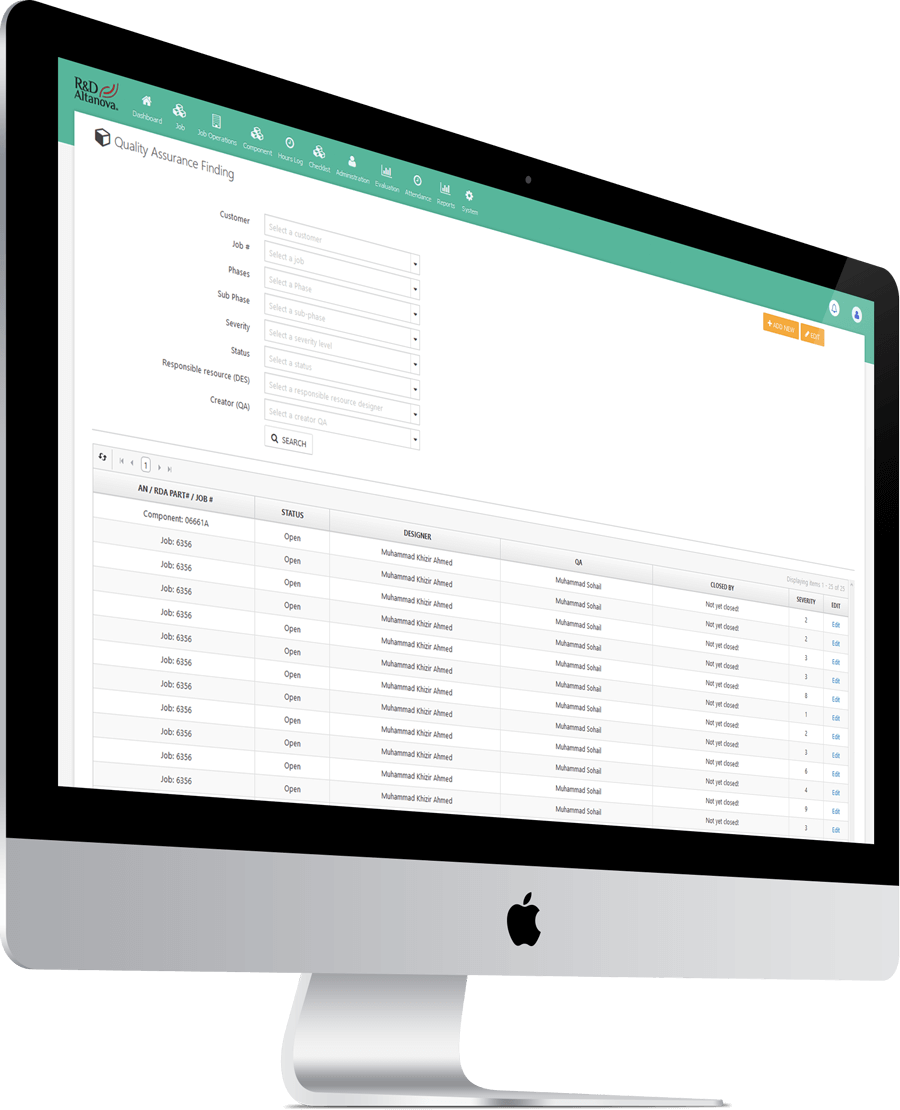 R&D
Altanova.
Dashboard Job Job Operations Component Hours Log Checklist Administration Evaluation Attendance Reports System
Quality Assurance Finding
ADD NEW
Customer Select a customer
Job # Select a job
Phases Select a Phase
Sub Phase Select a sub-phase
Severity Select a severity level
Status Select a status
Responsible resource (DES) Select a responsible resource designer
Creator (QA) Select a creator QA
SEARCH
1
Displaying items 1 - 25 of 25
AN / RDA PART# / JOB # STATUS DESIGNER QA CLOSED BY SEVERITY EDIT
Component: 06661A Open Muhammad Khizir Ahmed Muhammad Sohail Not yet closed! 2 Edit
Job: 6356 Open Muhammad Khizir Ahmed Muhammad Sohail Not yet closed! 2 Edit
Job: 6356 Open Muhammad Khizir Ahmed Muhammad Sohail Not yet closed! 3 Edit
Job: 6356 Open Muhammad Khizir Ahmed Muhammad Sohail Not yet closed! 3 Edit
Job: 6356 Open Muhammad Khizir Ahmed Muhammad Sohail Not yet closed! 8 Edit
Job: 6356 Open Muhammad Khizir Ahmed Muhammad Sohail Not yet closed! 1 Edit
Job: 6356 Open Muhammad Khizir Ahmed Muhammad Sohail Not yet closed! 2 Edit
Job: 6356 Open Muhammad Khizir Ahmed Muhammad Sohail Not yet closed! 3 Edit
Job: 6356 Open Muhammad Khizir Ahmed Muhammad Sohail Not yet closed! 6 Edit
Job: 6356 Open Muhammad Khizir Ahmed Muhammad Sohail Not yet closed! 4 Edit
Job: 6356 Open Muhammad Khizir Ahmed Muhammad Sohail Not yet closed! 9 Edit
Job: 6356 Open Muhammad Khizir Ahmed Muhammad Sohail Not yet closed! 3 Edit